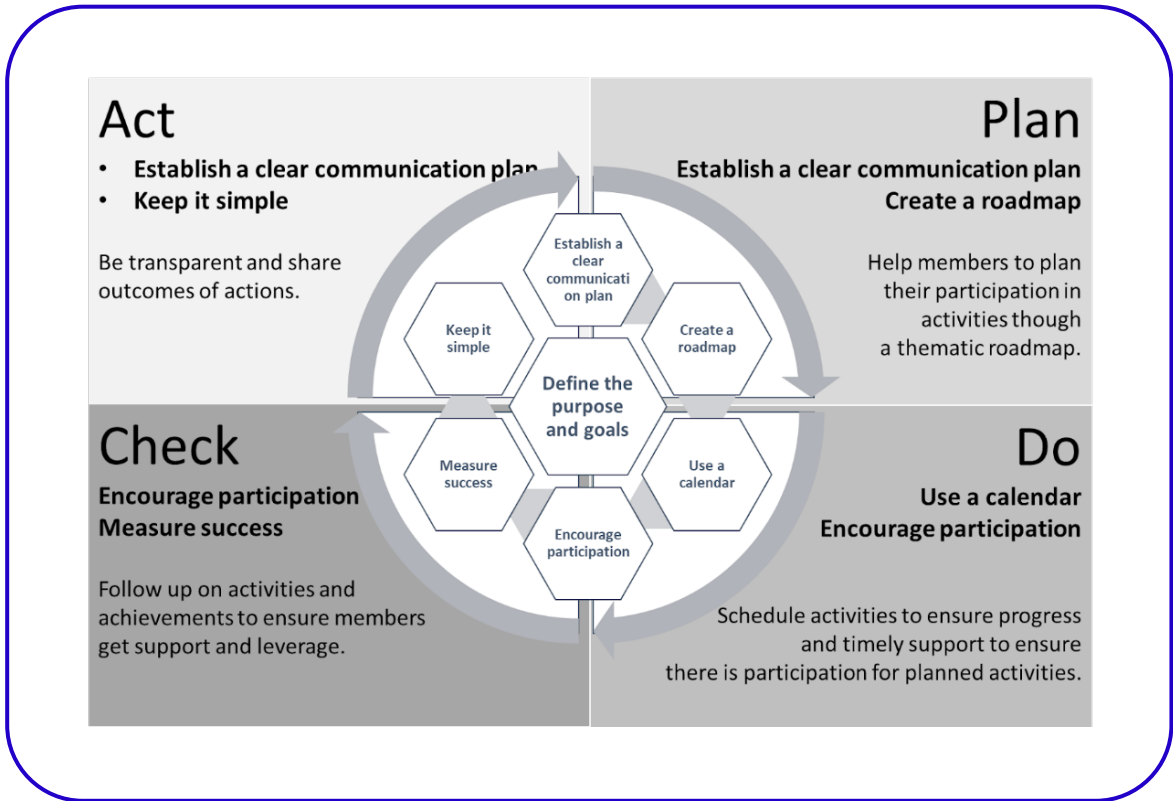 Act
• Establish a clear communication plan
• Keep it simple
Be transparent and share
outcomes of actions.
Plan
Establish a clear communication plan
Create a roadmap
Help members to plan
their participation in
activities though
a thematic roadmap.
Establish a
clear
communicati
on plan
Keep it
simple
Create a
roadmap
Define the
purpose
and goals
Measure
success
Use a
calendar
Encourage
participation
Check
Encourage participation
Measure success
Follow up on activities and
achievements to ensure members
get support and leverage.
Do
Use a calendar
Encourage participation
Schedule activities to ensure progress
and timely support to ensure
there is participation for planned activities.